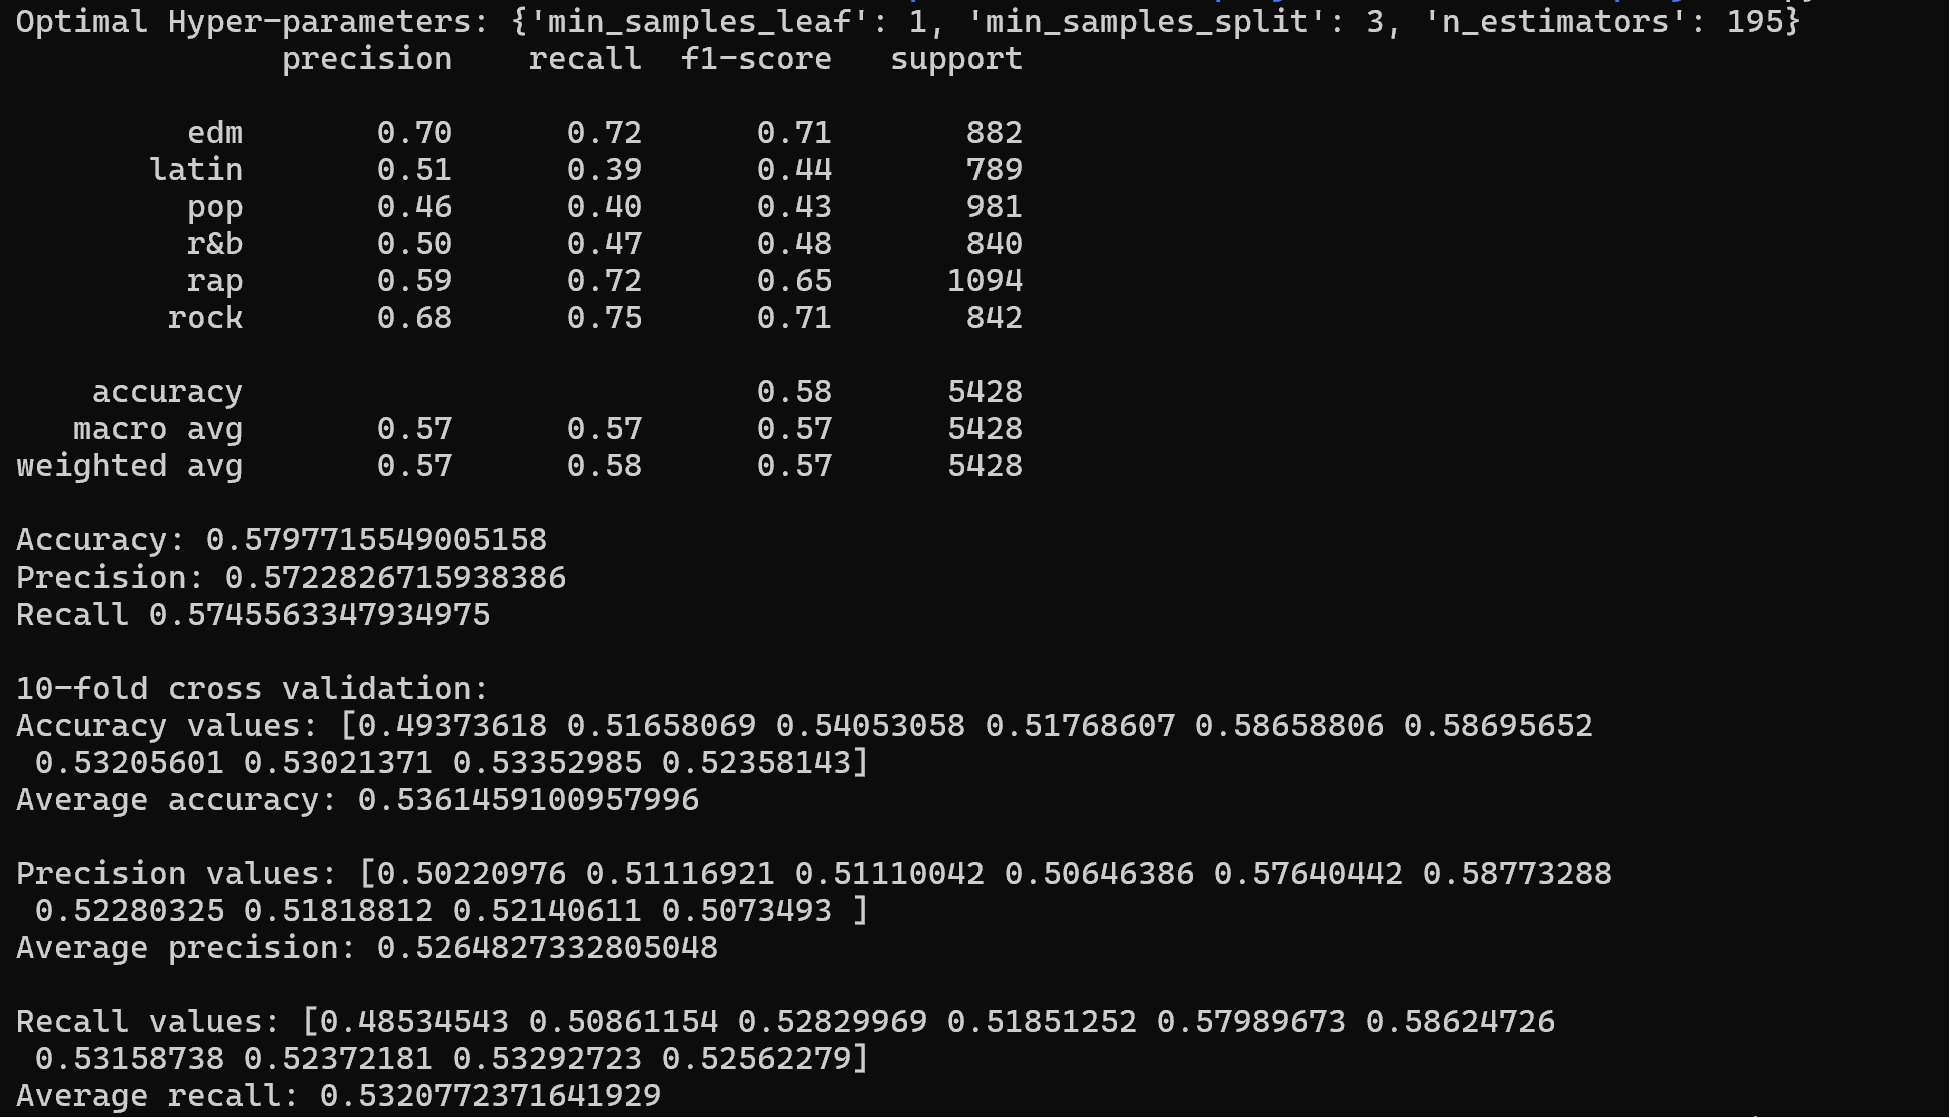 Optimal Hyper-parameters: {'min_samples_leaf': 1, 'min_samples_split': 3, 'n_estimators': 195}
precision recall f1-score support
edm 0.70 0.72 0.71 882
latin 0.51 0.39 0.44 789
pop 0.46 0.40 0.43 981
r&b 0.50 0.47 0.48 840
rap 0.59 0.72 0.65 1094
rock 0.68 0.75 0.71 842
accuracy 0.58 5428
macro avg 0.57 0.57 0.57 5428
weighted avg 0.57 0.58 0.57 5428
Accuracy: 0.5797715549005158
Precision: 0.5722826715938386
Recall 0.5745563347934975
10-fold cross validation:
Accuracy values: [0.49373618 0.51658069 0.54053058 0.51768607 0.58658806 0.58695652
0.53205601 0.53021371 0.53352985 0.52358143]
Average accuracy: 0.5361459100957996
Precision values: [0.50220976 0.51116921 0.51110042 0.50646386 0.57640442 0.58773288
0.52280325 0.51818812 0.52140611 0.5073493 ]
Average precision: 0.5264827332805048
Recall values: [0.48534543 0.50861154 0.52829969 0.51851252 0.57989673 0.58624726
0.53158738 0.52372181 0.53292723 0.52562279]
Average recall: 0.5320772371641929